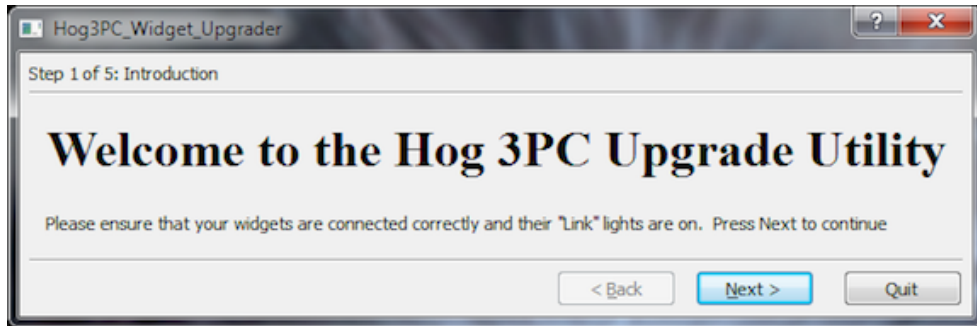 Hog3PC_Widget_Upgrader
Step 1 of 5: Introduction
Welcome to the Hog 3PC Upgrade Utility
Please ensure that your widgets are connected correctly and their "Link" lights are on. Press Next to continue
< Back Next > Quit